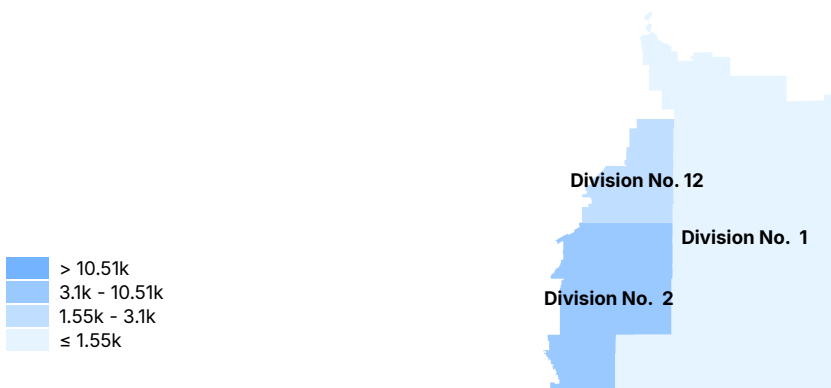 Division No. 12
Division No.  1
Division No.  2
> 10.51k
3.1k - 10.51k
1.55k - 3.1k
≤ 1.55k